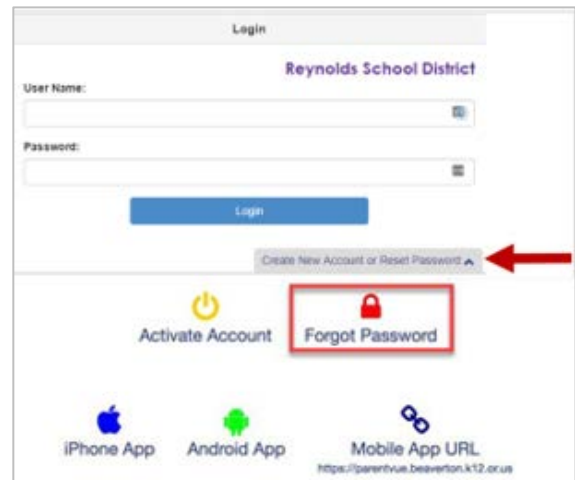 Login
Reynolds School District
User Name:
Password:
Login
Create New Account or Reset Password
Activate Account
Forgot Password
iPhone App
Android App
Mobile App URL
https://parentvue.beaverton.k12.or.us